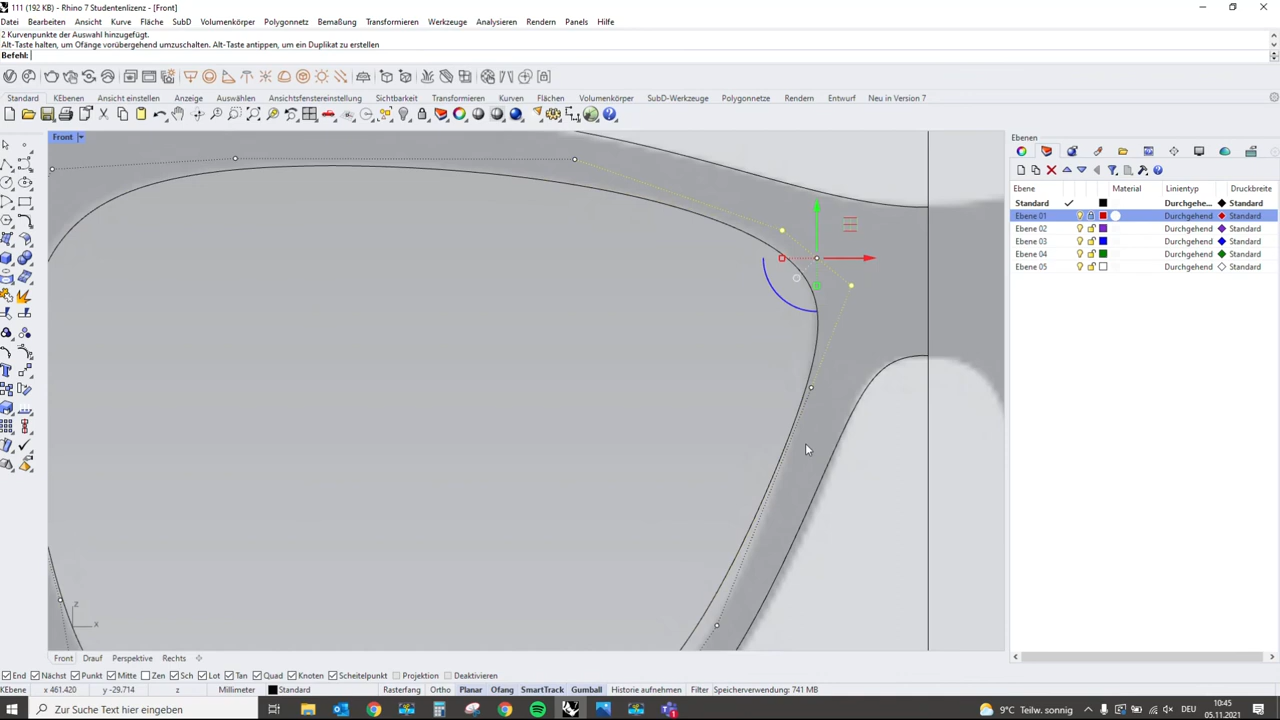 111 (192 KB) - Rhino 7 Studentenlizenz - [Front]
Datei Bearbeiten Ansicht Kurve Fläche SubD Volumenkörper Polygonnetz Bemaßung Transformieren Werkzeuge Analysieren Rendern Panels Hilfe
2 Kurvenpunkte der Auswahl hinzugefügt.
Alt-Taste halten, um Ofänge vorübergehend umzuschalten. Alt-Taste antippen, um ein Duplikat zu erstellen
Befehl:
Standard KEbenen Ansicht einstellen Anzeige Auswählen Ansichtsfenstereinstellung Sichtbarkeit Transformieren Kurven Flächen Volumenkörper SubD-Werkzeuge Polygonnetze Rendern Entwurf Neu in Version 7
Front
Ebenen
Ebene Material Linientyp Druckbreite
Standard Durchgehe... Standard
Ebene 01 Durchgehend Standard
Ebene 02 Durchgehend Standard
Ebene 03 Durchgehend Standard
Ebene 04 Durchgehend Standard
Ebene 05 Durchgehend Standard
z
x
Front Drauf Perspektive Rechts
End Nächst Punkt Mitte Zen Sch Lot Tan Quad Knoten Scheitelpunkt Projektion Deaktivieren
KEbene x 461.420 y -29.714 z Millimeter Standard Rasterfang Ortho Planar Ofang SmartTrack Gumball Historie aufnehmen Filter Speicherverwendung: 741 MB
Zur Suche Text hier eingeben
9°C Teilw. sonnig
DEU
10:45
05.11.2021